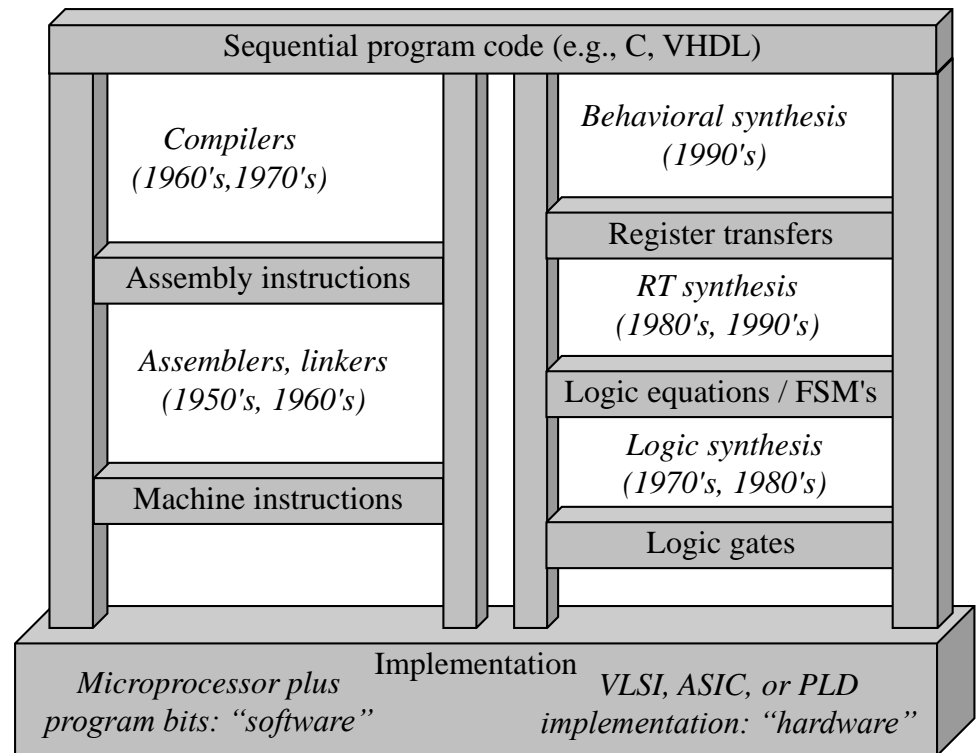 Sequential program code (e.g., C, VHDL)
Compilers
(1960's,1970's)
Assembly instructions
Assemblers, linkers
(1950's, 1960's)
Machine instructions
Behavioral synthesis
(1990's)
Register transfers
RT synthesis
(1980's, 1990's)
Logic equations / FSM's
Logic synthesis
(1970's, 1980's)
Logic gates
Implementation
Microprocessor plus
program bits: “software”
VLSI, ASIC, or PLD
implementation: “hardware”